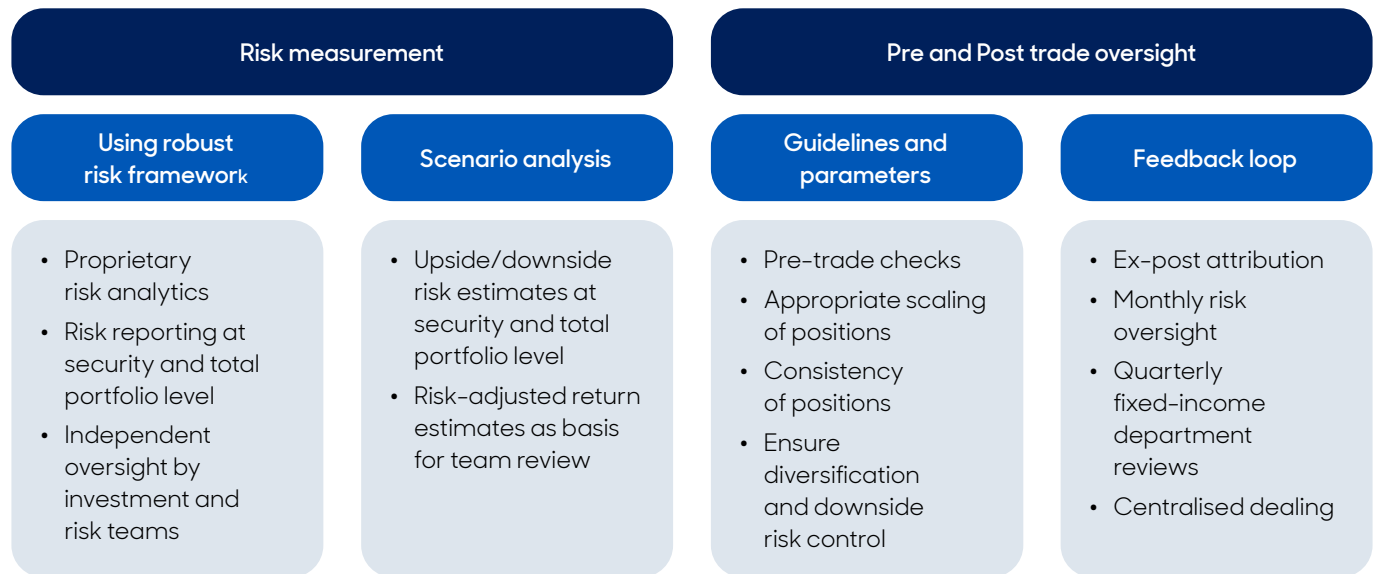 Risk measurement
Pre and Post trade oversight
Using robust
risk framework
Scenario analysis
Guidelines and
parameters
Feedback loop
• Proprietary
risk analytics
• Risk reporting at
security and total
portfolio level
• Independent
oversight by
investment and
risk teams
• Upside/downside
risk estimates at
security and total
portfolio level
• Risk-adjusted return
estimates as basis
for team review
• Pre-trade checks
• Appropriate scaling
of positions
• Consistency
of positions
• Ensure
diversification
and downside
risk control
• Ex-post attribution
• Monthly risk
oversight
• Quarterly
fixed-income
department
reviews
• Centralised dealing